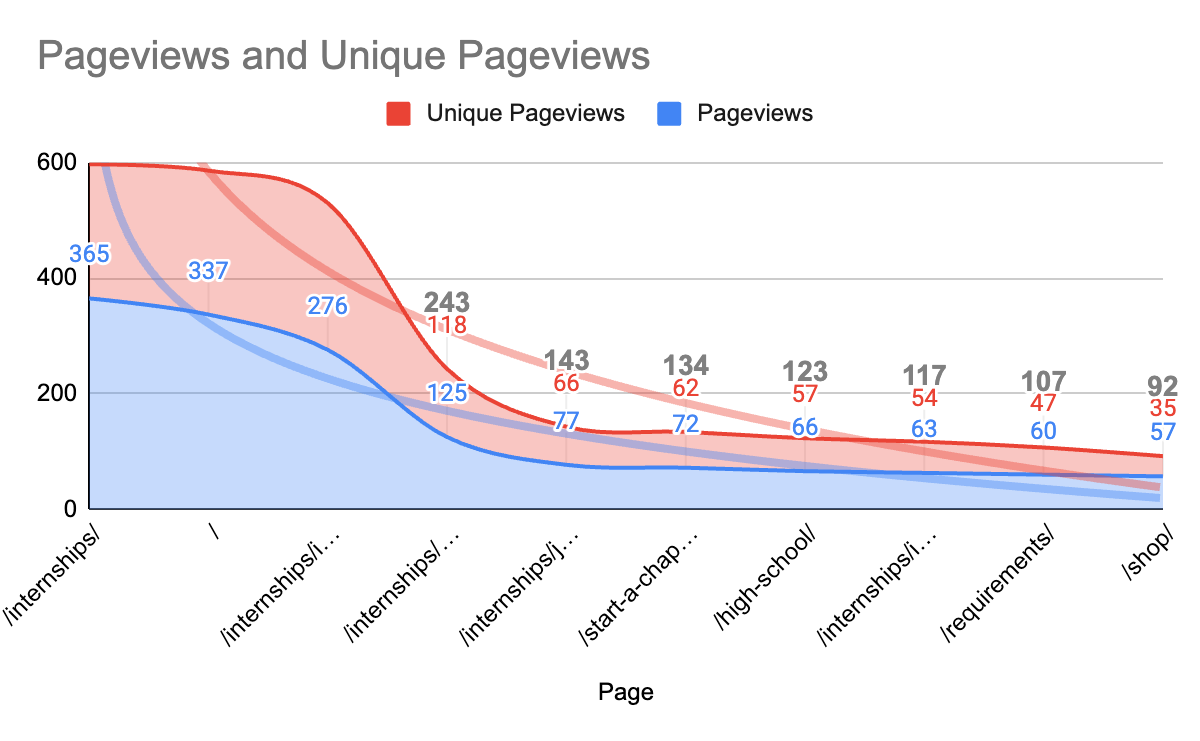 Pageviews and Unique Pageviews
Unique Pageviews Pageviews
600
400
200
0
365
337
276
243
118
125
143
66
77
134
62
72
123
57
66
117
54
63
107
47
60
92
35
57
/internships/
/
/internships/i…
/internships/…
/internships/j…
/start-a-chap…
/high-school/
/internships/i…
/requirements/
/shop/
Page